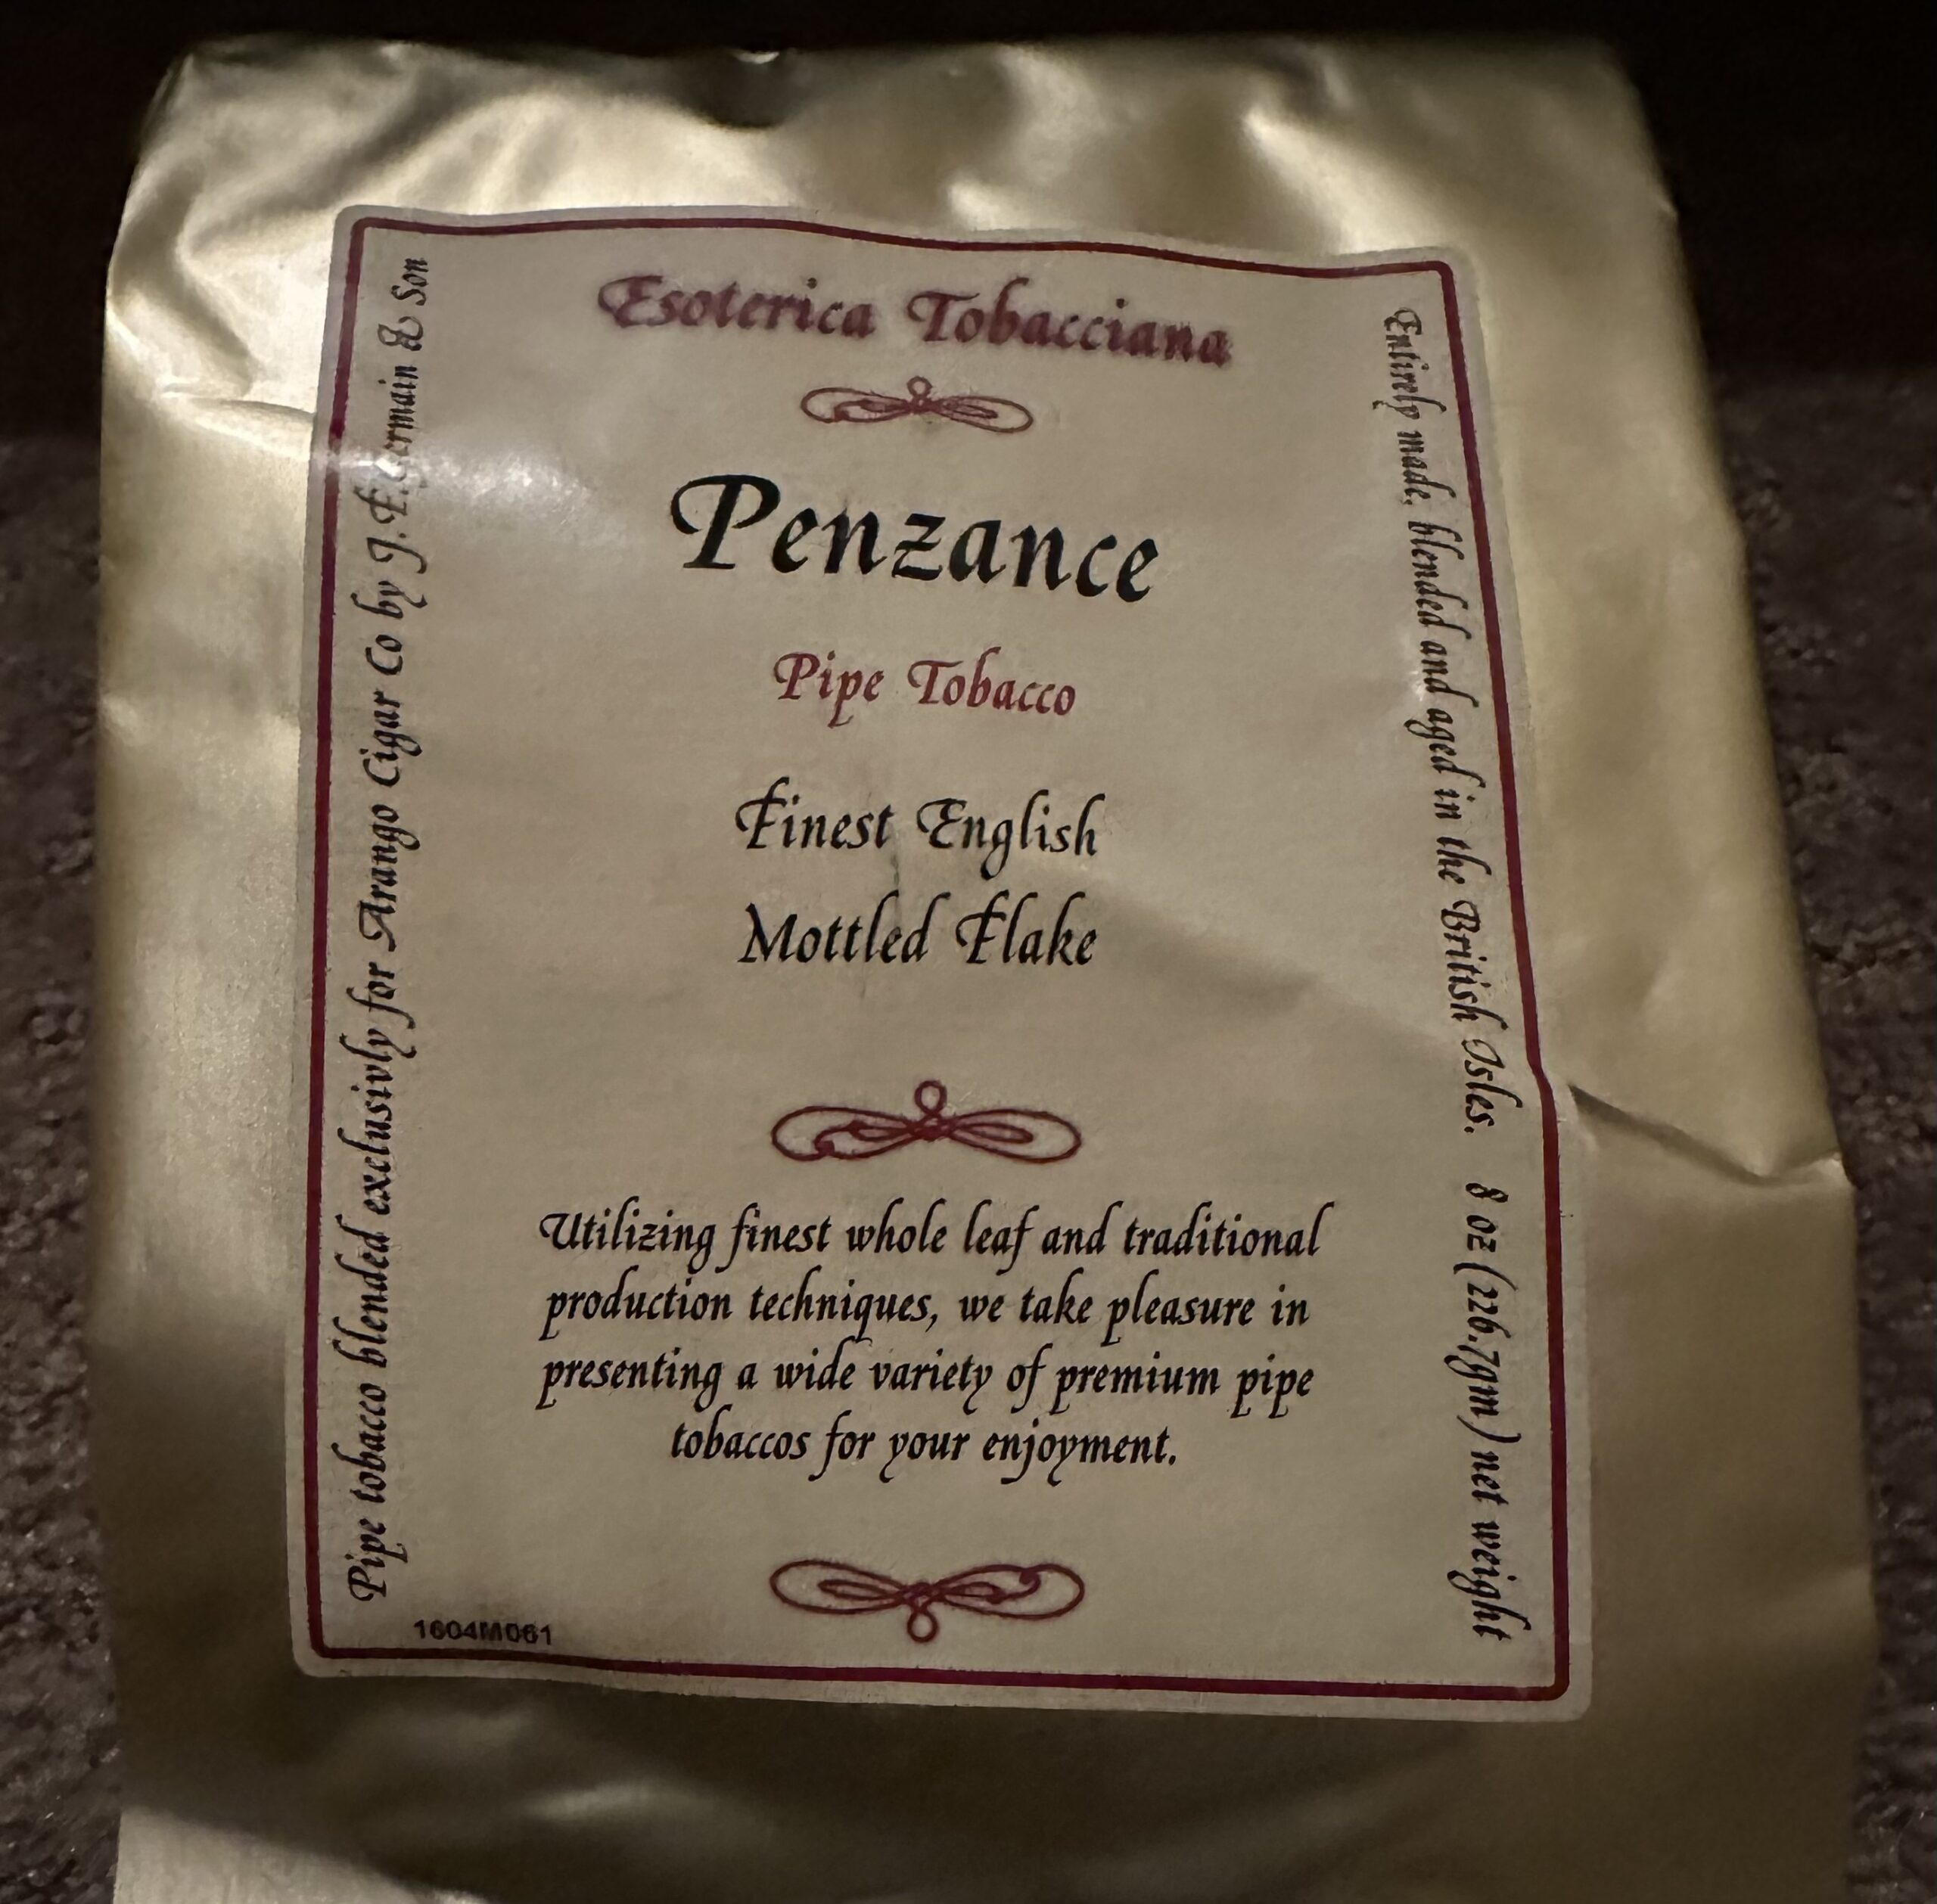 Esoterica Tobacciana
Penzance
Pipe Tobacco
Finest English
Mottled Flake
Utilizing finest whole leaf and traditional
production techniques, we take pleasure in
presenting a wide variety of premium pipe
tobaccos for your enjoyment.
Pipe tobacco blended exclusivly for Arango Cigar Co by J.F. Germain & Son
Entirely made, blended and aged in the British Isles. 8 oz (226.7gm) net weight
1604M061